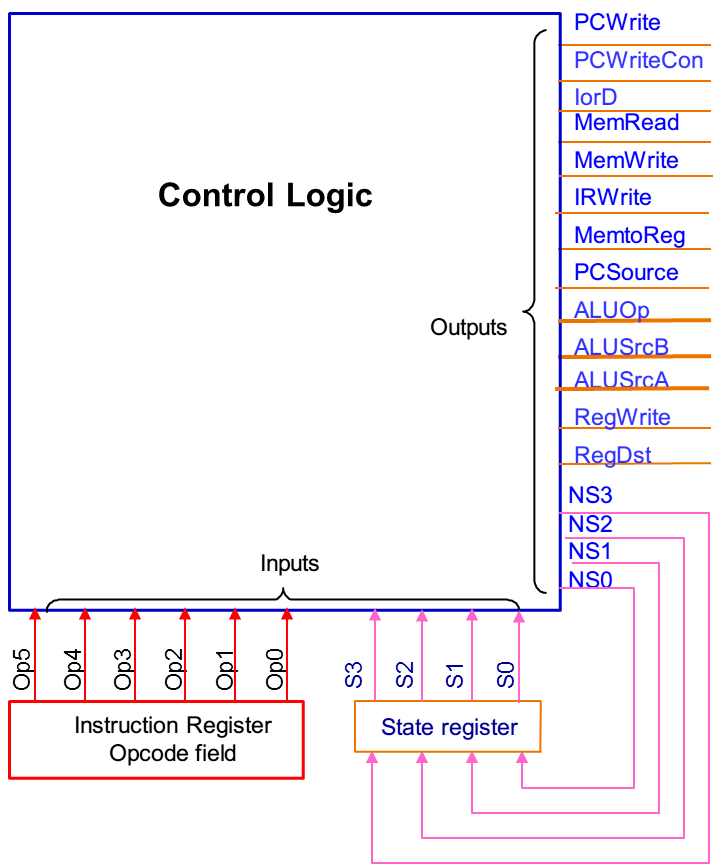 PCWrite
PCWriteCon
IorD
MemRead
MemWrite
Control Logic
IRWrite
MemtoReg
PCSource
ALUOp
Outputs
ALUSrcB
ALUSrcA
RegWrite
RegDst
NS3
NS2
NS1
Inputs
NS0
Op5
Op4
Op3
Op2
Op1
Op0
S3
S2
S1
S0
Instruction Register
Opcode field
State register